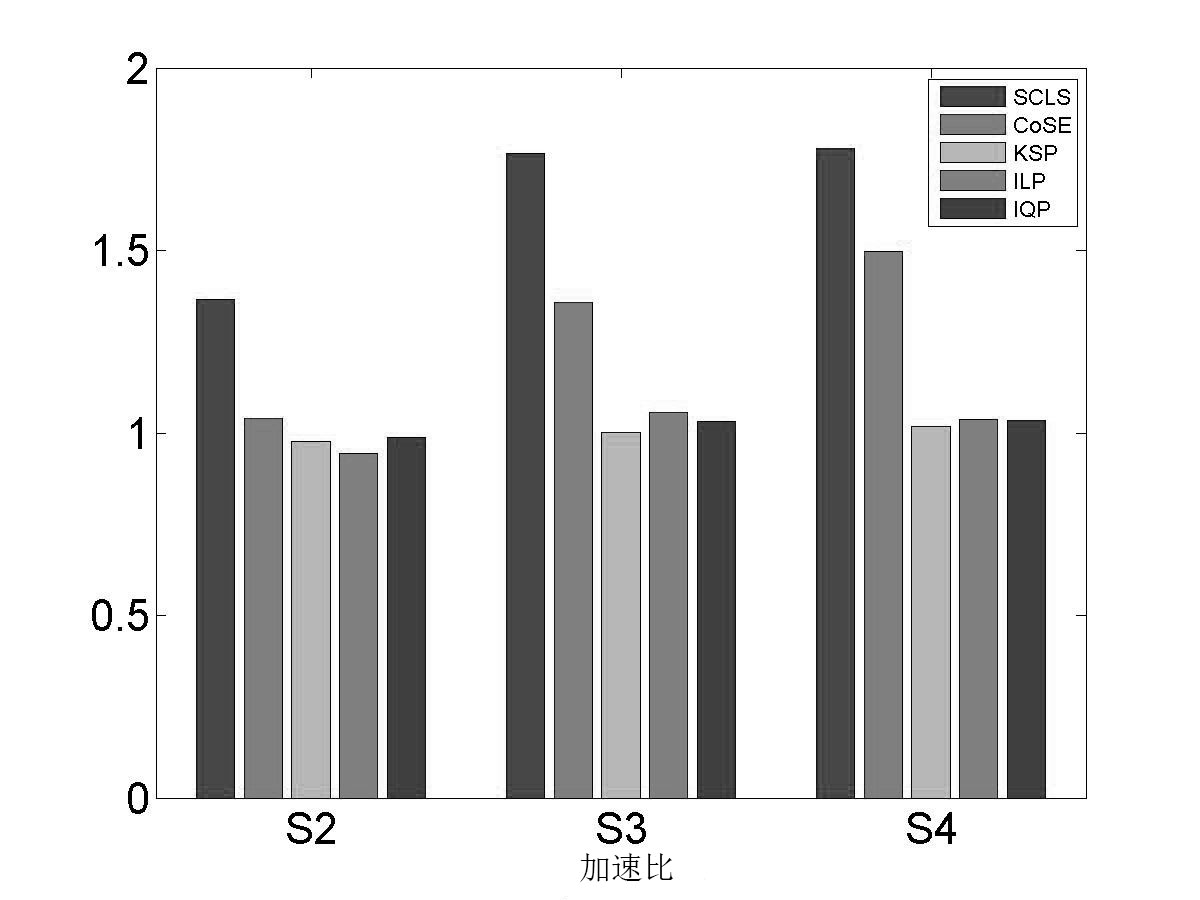 2
1.5
1
0.5
0
SCLS
CoSE
KSP
ILP
IQP
S2 S3 S4
加速比